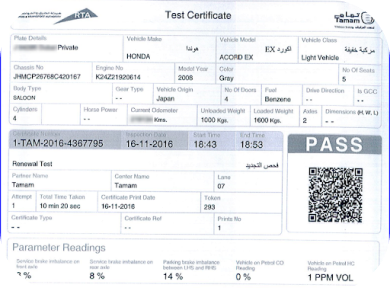 RTA
Test Certificate
تمام
Tamam
Plate Details Vehicle Make Vehicle Model Vehicle Class
Private HONDA هوندا ACORD EX اكورد EX Light Vehicle مركبة خفيفة
Chassis No Engine No Model Year Color No Of Seats
JHMCP26768C420167 K24Z21920614 2008 Gray 5
Body Type Gear Type Vehicle Origin No Of Doors Fuel Drive Direction Is GCC
SALOON -- Japan 4 Benzene -- --
Cylinders Horse Power Current Odometer Unloaded Weight Loaded Weight Axles Dimensions (H, W, L)
4 -- Kms. 1000 Kgs. 1600 Kgs. 2 --
Certificate Number Inspection Date Start Time End Time
1-TAM-2016-4367795 16-11-2016 18:43 18:53
PASS
Renewal Test فحص التجديد
Partner Name Center Name Lane
Tamam Tamam 07
Attempt Total Time Taken Certificate Print Date Token
1 10 min 20 sec 16-11-2016 293
Certificate Type Certificate Ref Prints No
-- -- 1
Parameter Readings
Service brake imbalance on front axle Service brake imbalance on rear axle Parking brake imbalance between LHS and RHS Vehicle on Petrol CO Reading Vehicle on Petrol HC Reading
% 8 % 14 % 0 % 1 PPM VOL